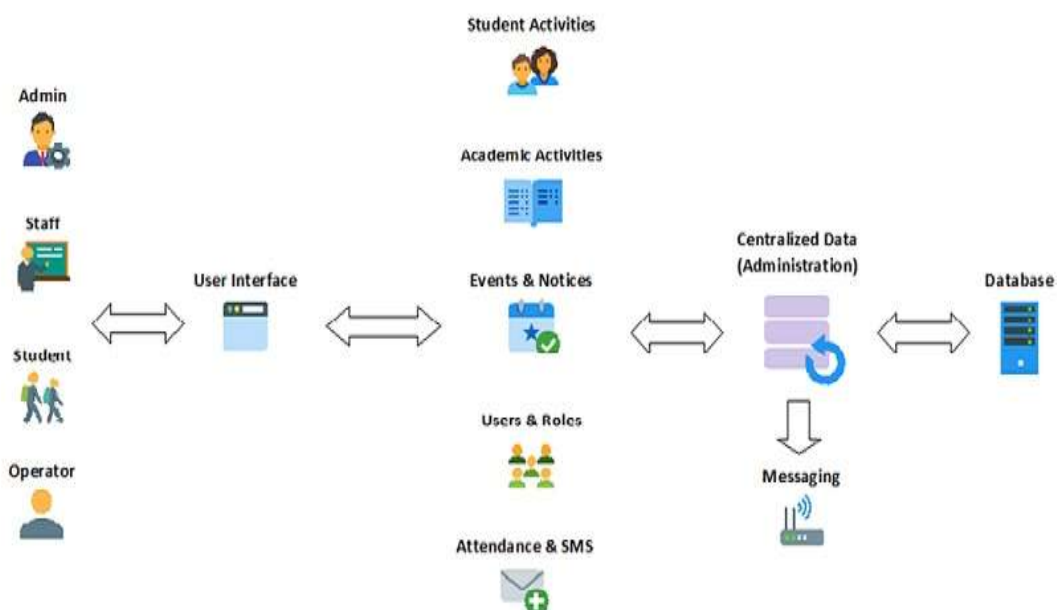 Student Activities
Admin
Academic Activities
Staff
Centralized Data
(Administration)
User Interface
Events & Notices
Database
Student
Users & Roles
Operator
Messaging
Attendance & SMS